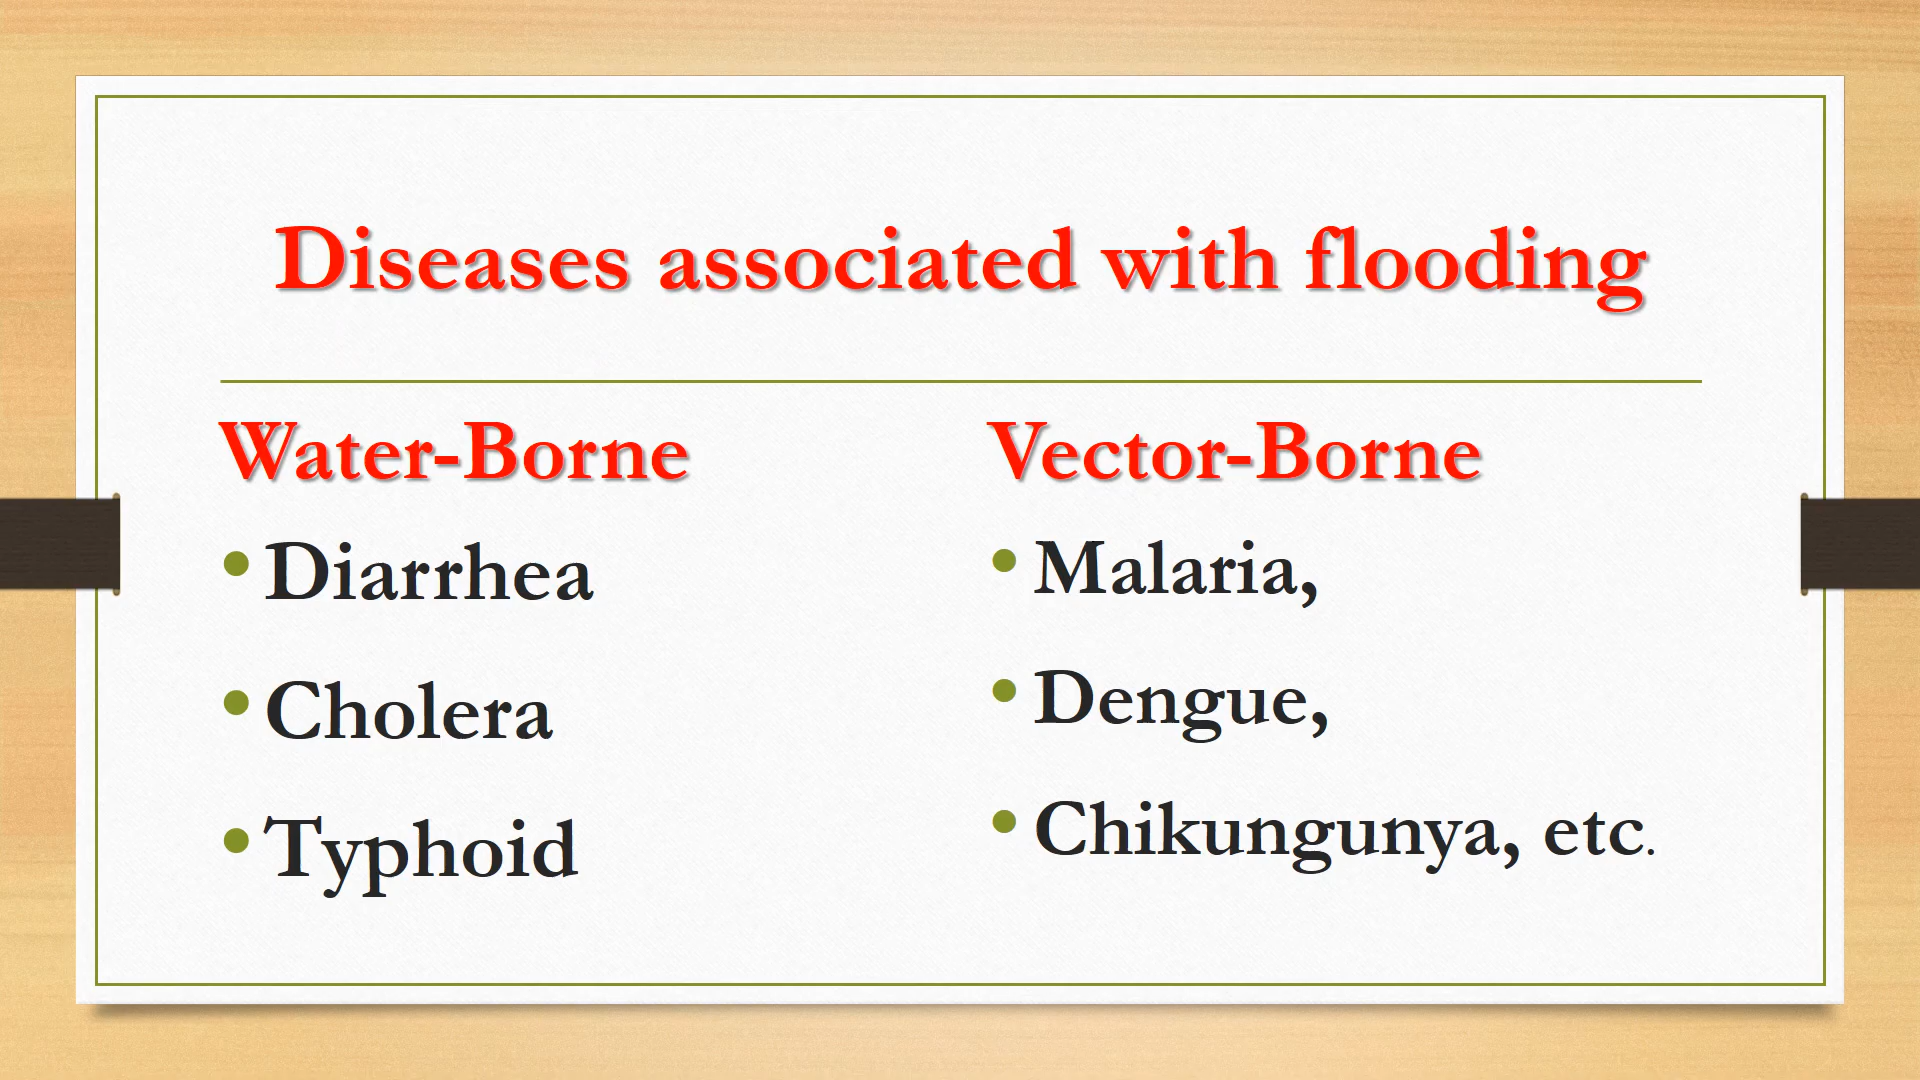 Diseases associated with flooding
Water-Borne
• Diarrhea
• Cholera
• Typhoid
Vector-Borne
• Malaria,
• Dengue,
• Chikungunya, etc.